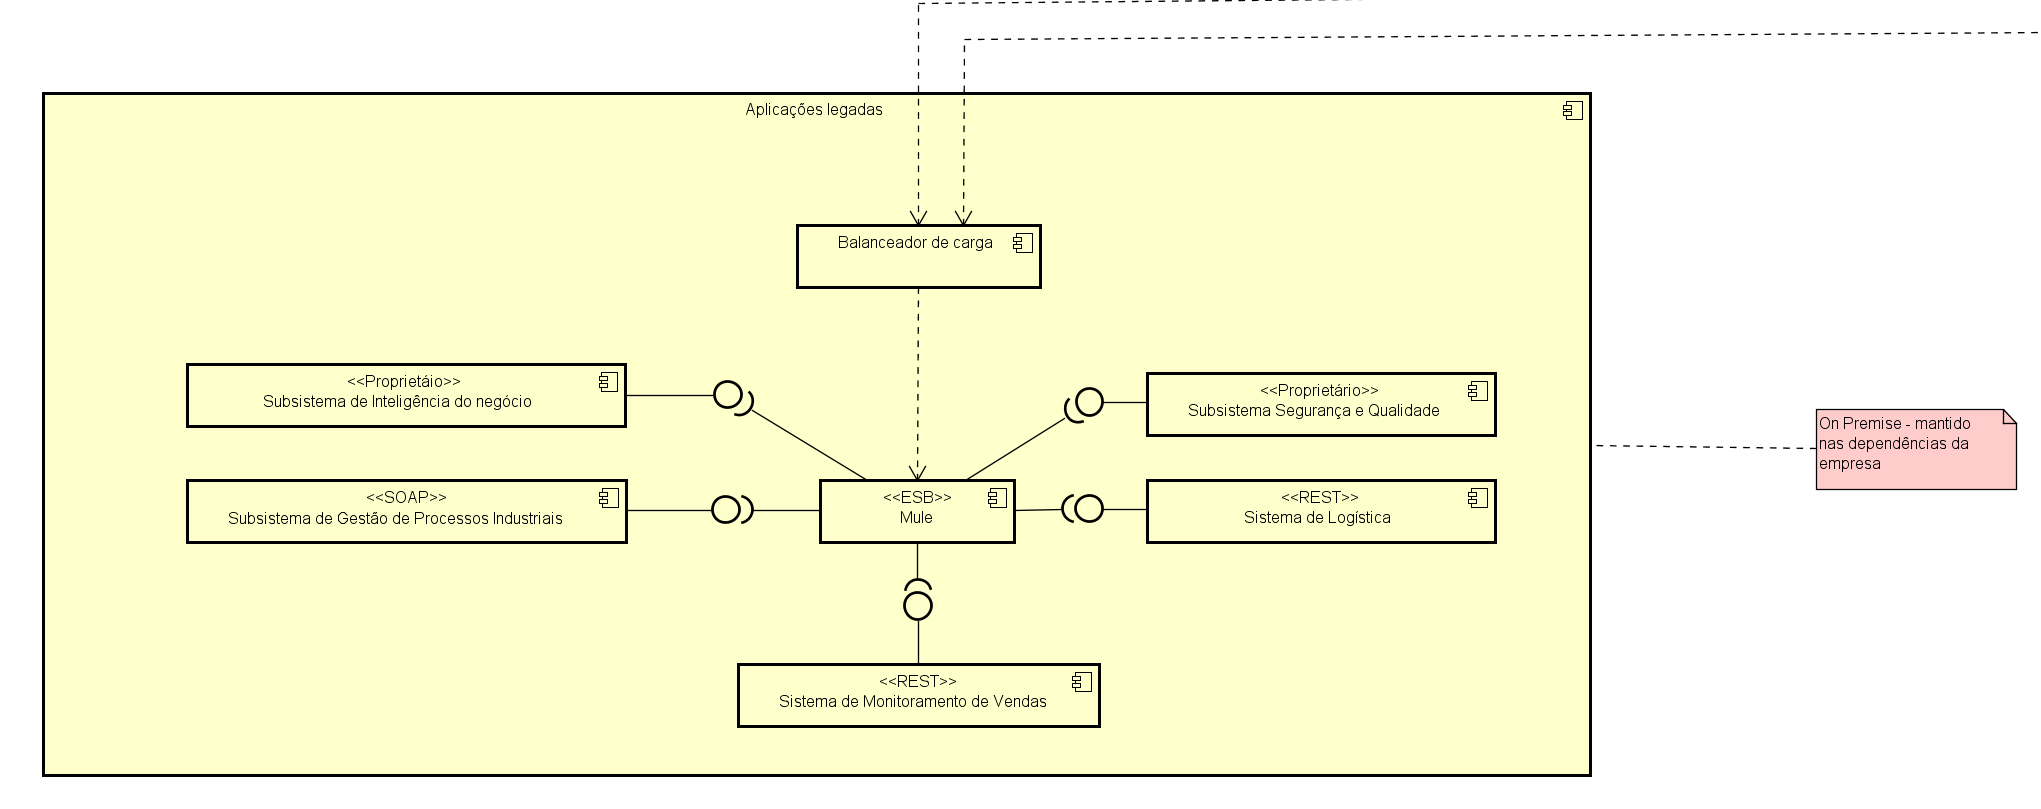 Aplicações legadas
Balanceador de carga
<<Proprietáio>>
Subsistema de Inteligência do negócio
<<Proprietário>>
Subsistema Segurança e Qualidade
On Premise - mantido
nas dependências da
empresa
<<SOAP>>
Subsistema de Gestão de Processos Industriais
<<ESB>>
Mule
<<REST>>
Sistema de Logística
<<REST>>
Sistema de Monitoramento de Vendas